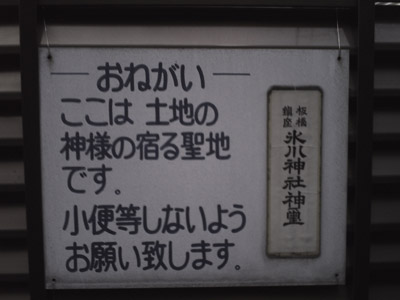 おねがい
ここは 土地の
神様の宿る聖地
です。
小便等しないよう
お願い致します。
板橋
鎮座
氷川神社神璽